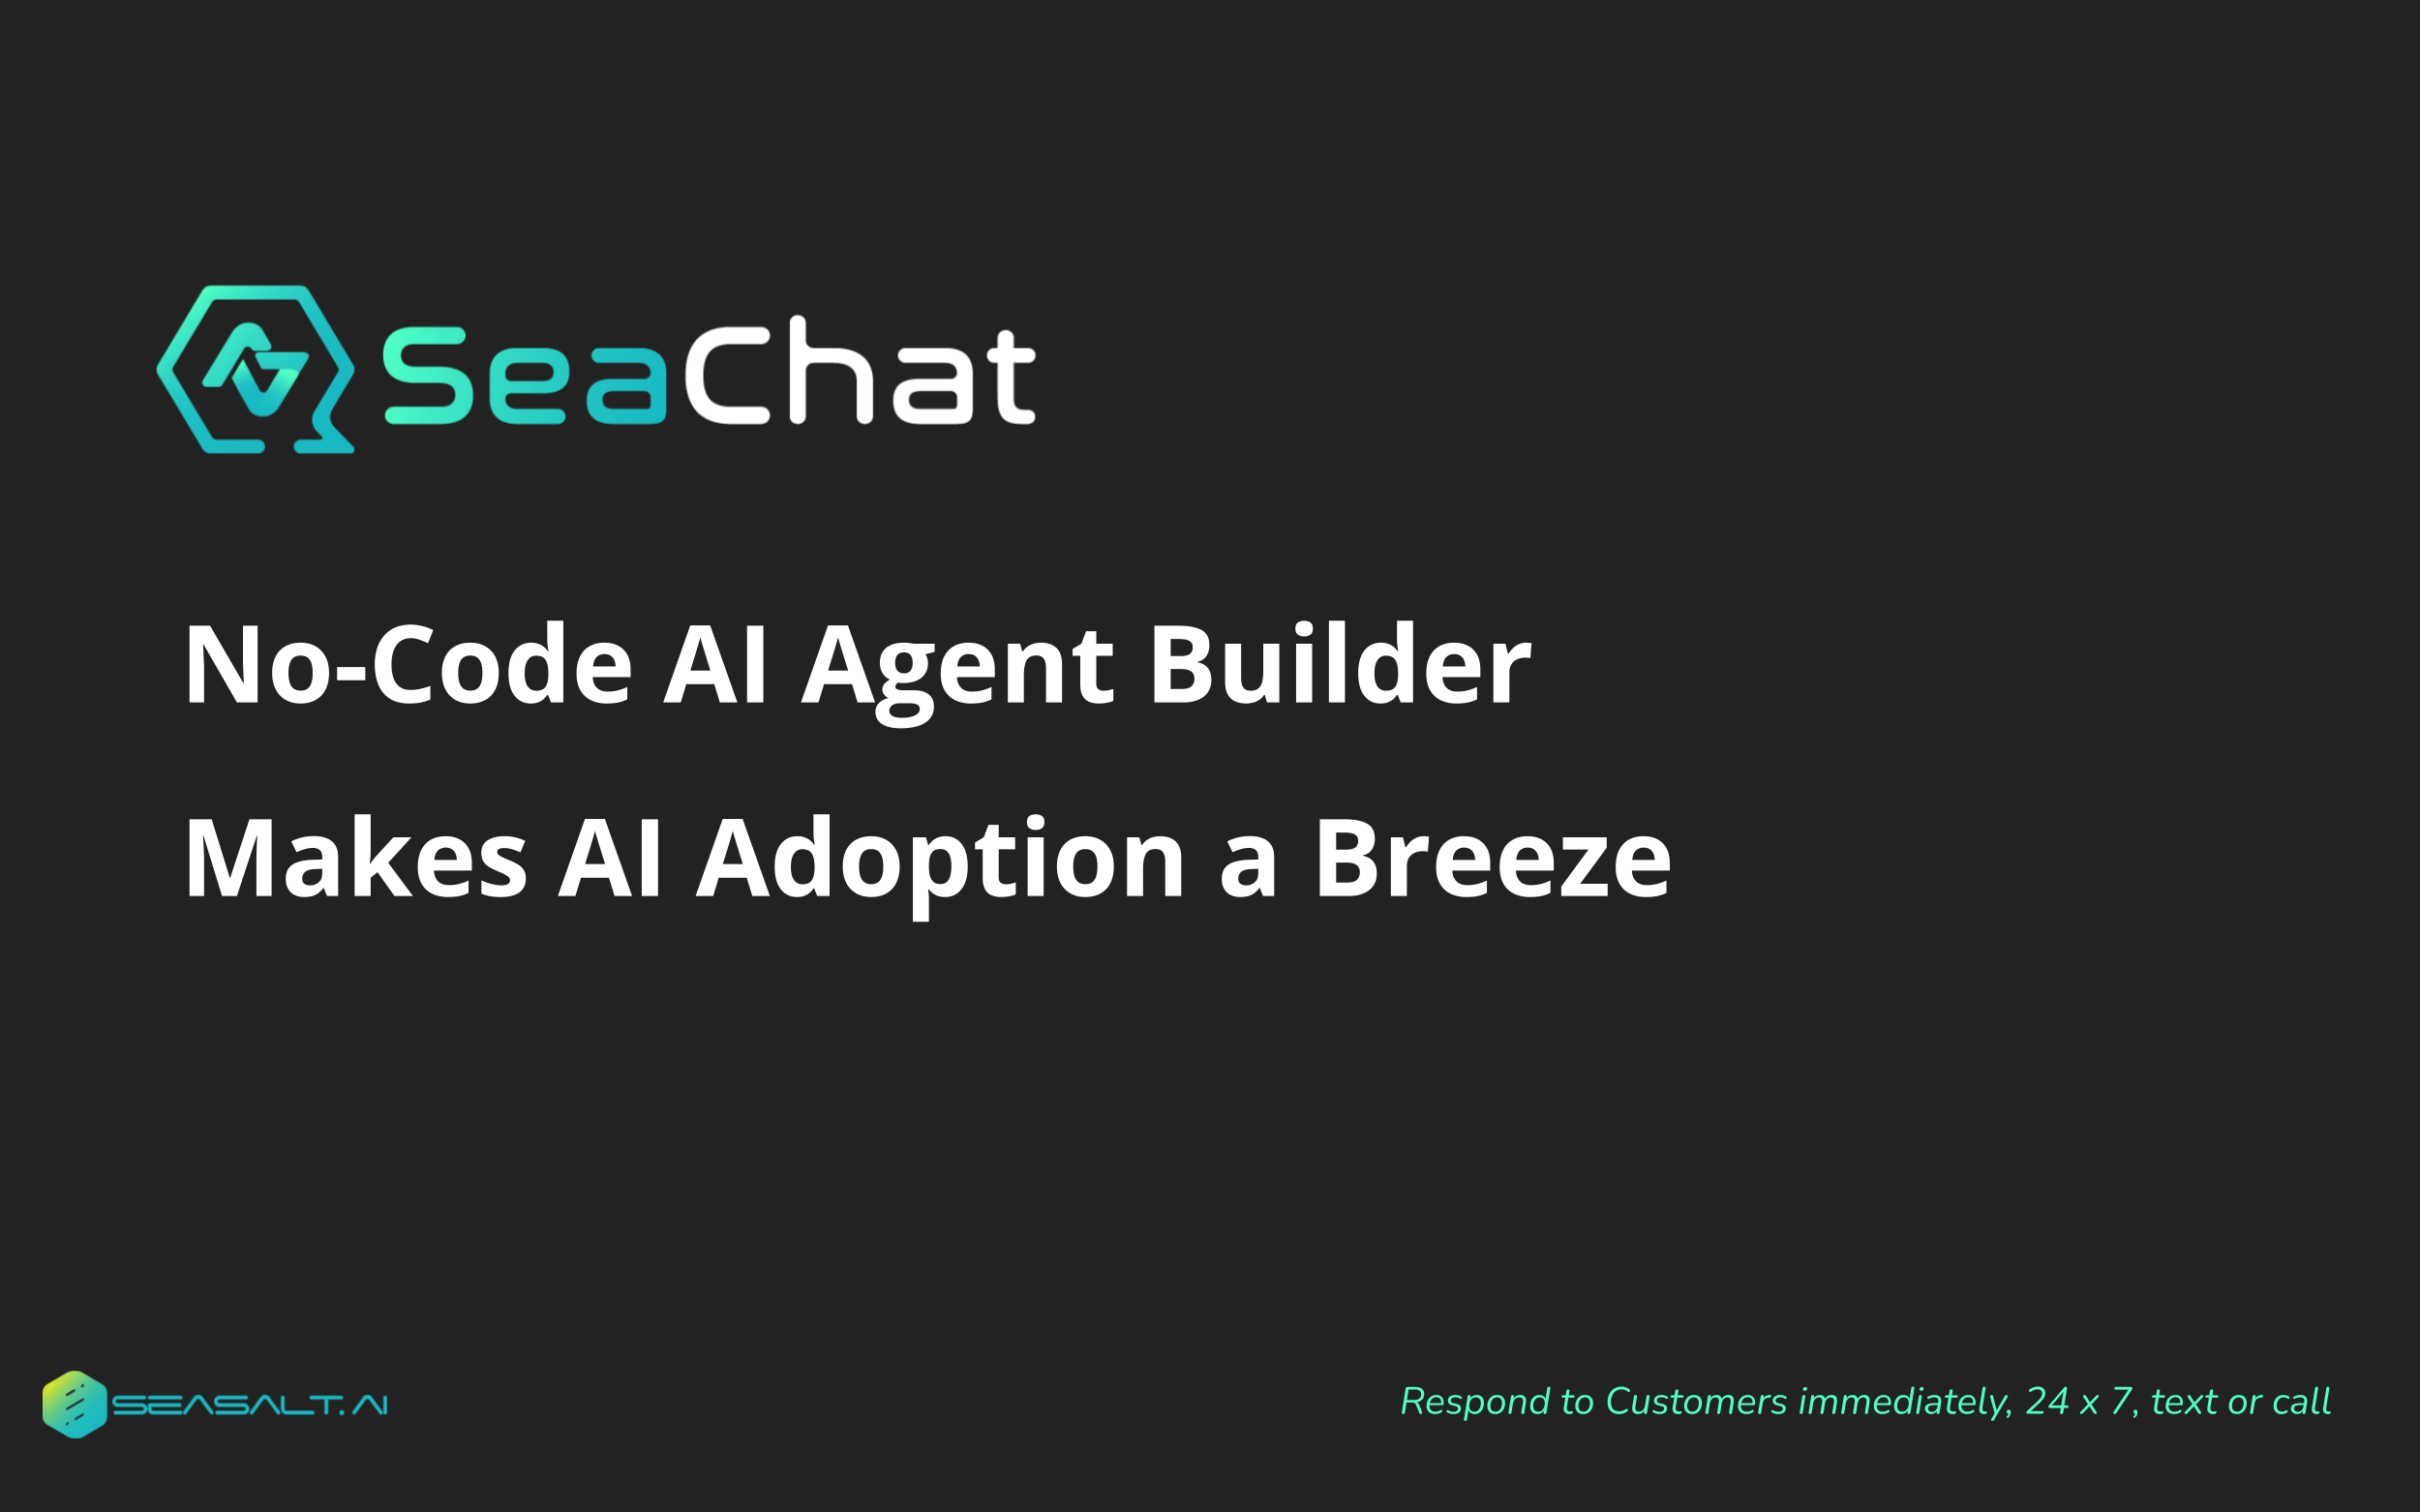 SeaChat
No-Code AI Agent Builder
Makes AI Adoption a Breeze
SEASALT.AI
Respond to Customers immediately, 24 x 7, text or call